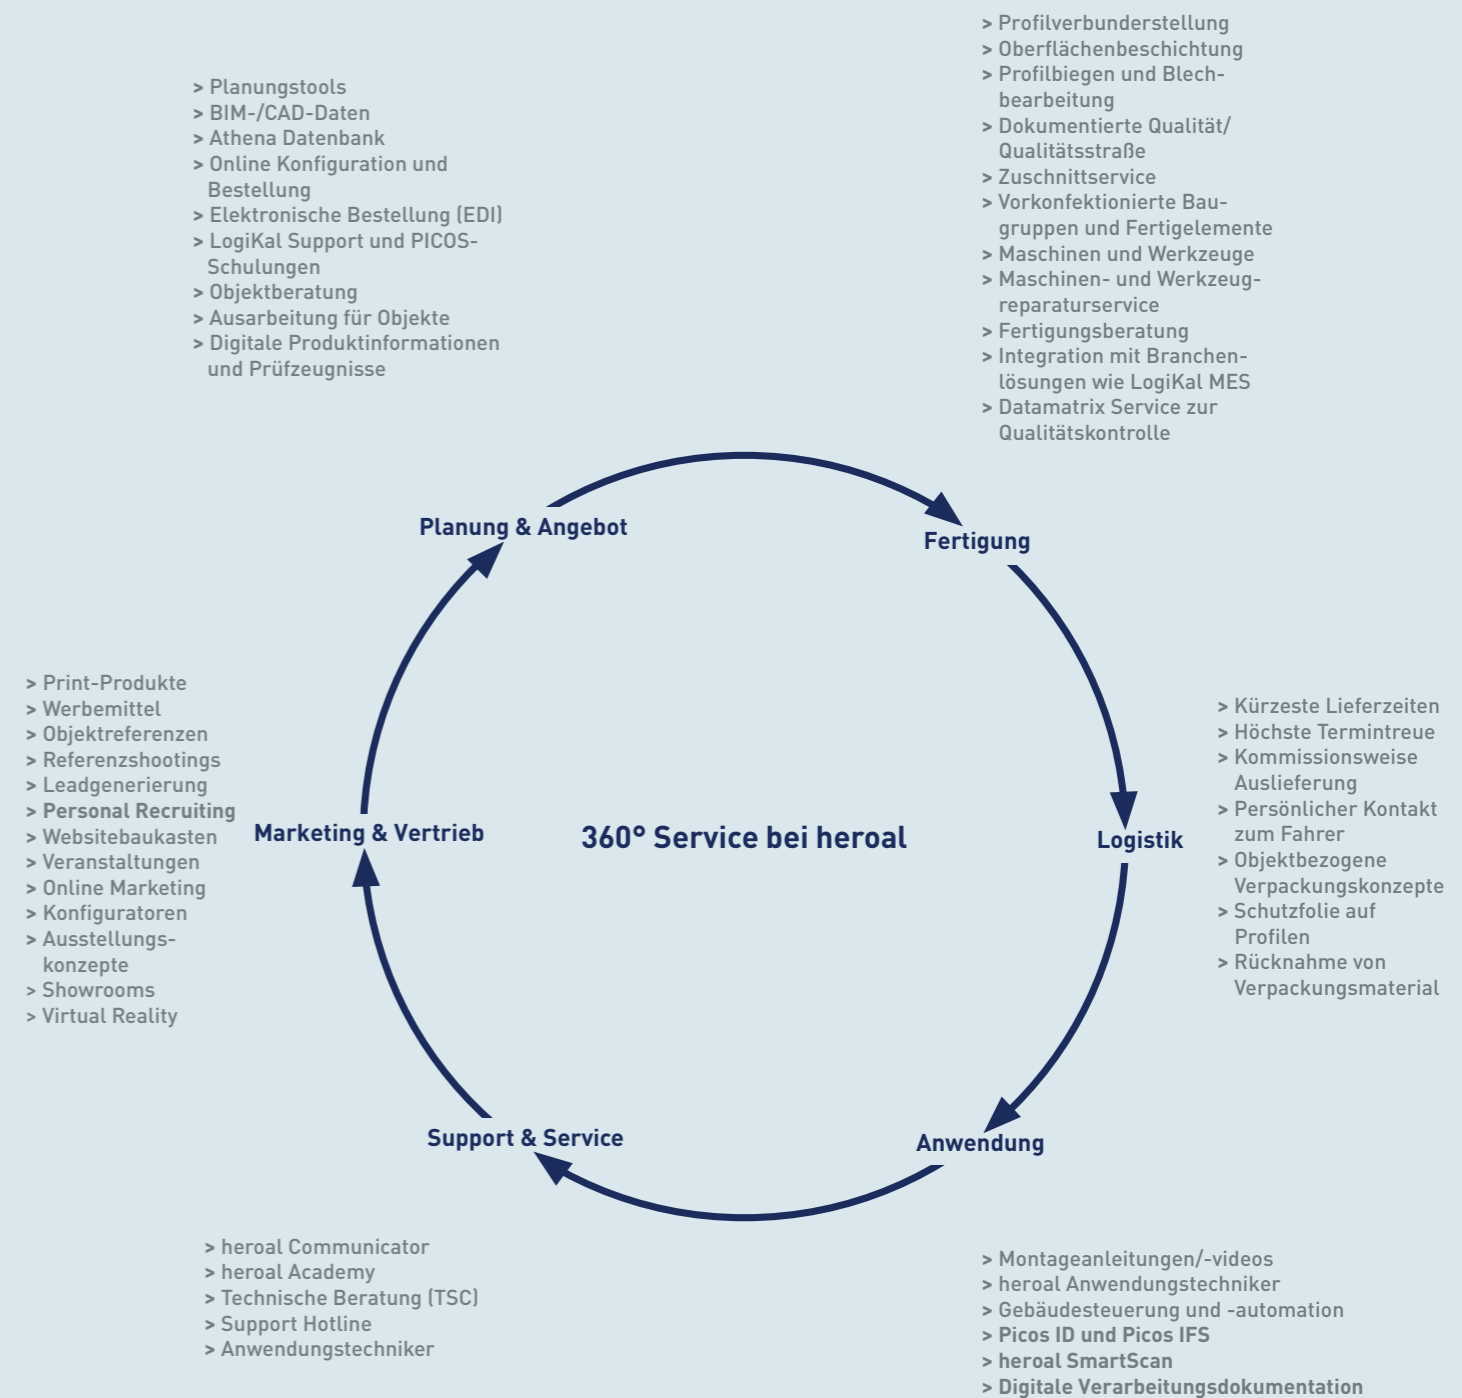 > Planungstools
> BIM-/CAD-Daten
> Athena Datenbank
> Online Konfiguration und
Bestellung
> Elektronische Bestellung (EDI)
> LogiKal Support und PICOS-
Schulungen
> Objektberatung
> Ausarbeitung für Objekte
> Digitale Produktinformationen
und Prüfzeugnisse
> Profilverbunderstellung
> Oberflächenbeschichtung
> Profilbiegen und Blech-
bearbeitung
> Dokumentierte Qualität/
Qualitätsstraße
> Zuschnittservice
> Vorkonfektionierte Bau-
gruppen und Fertigelemente
> Maschinen und Werkzeuge
> Maschinen- und Werkzeug-
reparaturservice
> Fertigungsberatung
> Integration mit Branchen-
lösungen wie LogiKal MES
> Datamatrix Service zur
Qualitätskontrolle
Planung & Angebot
Fertigung
> Print-Produkte
> Werbemittel
> Objektreferenzen
> Referenzshootings
> Leadgenerierung
> Personal Recruiting
> Websitebaukasten
> Veranstaltungen
> Online Marketing
> Konfiguratoren
> Ausstellungs-
konzepte
> Showrooms
> Virtual Reality
Marketing & Vertrieb
360° Service bei heroal
Logistik
> Kürzeste Lieferzeiten
> Höchste Termintreue
> Kommissionsweise
Auslieferung
> Persönlicher Kontakt
zum Fahrer
> Objektbezogene
Verpackungskonzepte
> Schutzfolie auf
Profilen
> Rücknahme von
Verpackungsmaterial
Support & Service
Anwendung
> heroal Communicator
> heroal Academy
> Technische Beratung (TSC)
> Support Hotline
> Anwendungstechniker
> Montageanleitungen/-videos
> heroal Anwendungstechniker
> Gebäudesteuerung und -automation
> Picos ID und Picos IFS
> heroal SmartScan
> Digitale Verarbeitungsdokumentation